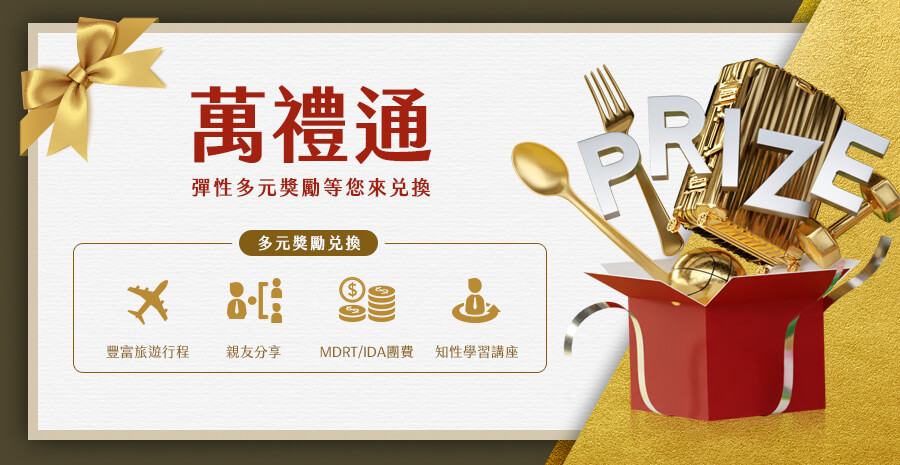 萬禮通
彈性多元獎勵等您來兌換
多元獎勵兌換
豐富旅遊行程
親友分享
MDRT/IDA團費
知性學習講座
PRIZE